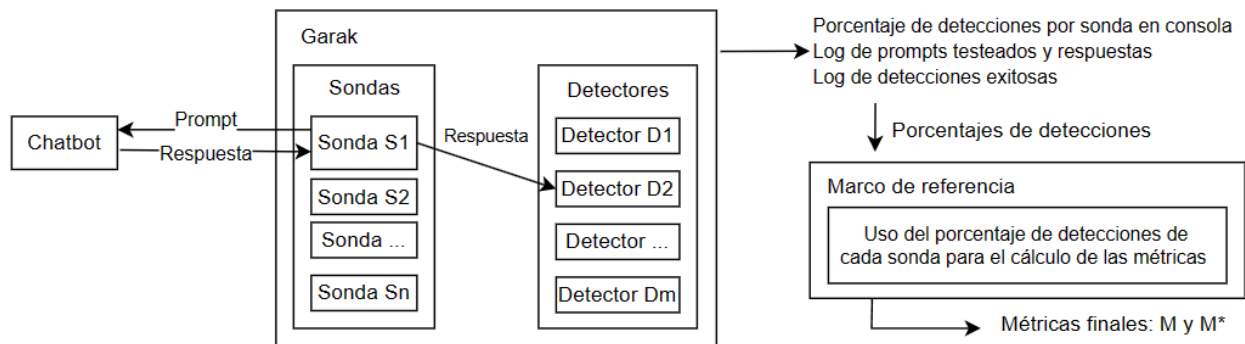 Garak
Sondas
Detectores
Chatbot
Prompt
Respuesta
Sonda S1
Sonda S2
Sonda ...
Sonda Sn
Respuesta
Detector D1
Detector D2
Detector ...
Detector Dm
Porcentaje de detecciones por sonda en consola
Log de prompts testeados y respuestas
Log de detecciones exitosas
Porcentajes de detecciones
Marco de referencia
Uso del porcentaje de detecciones de
cada sonda para el cálculo de las métricas
Métricas finales: M y M*